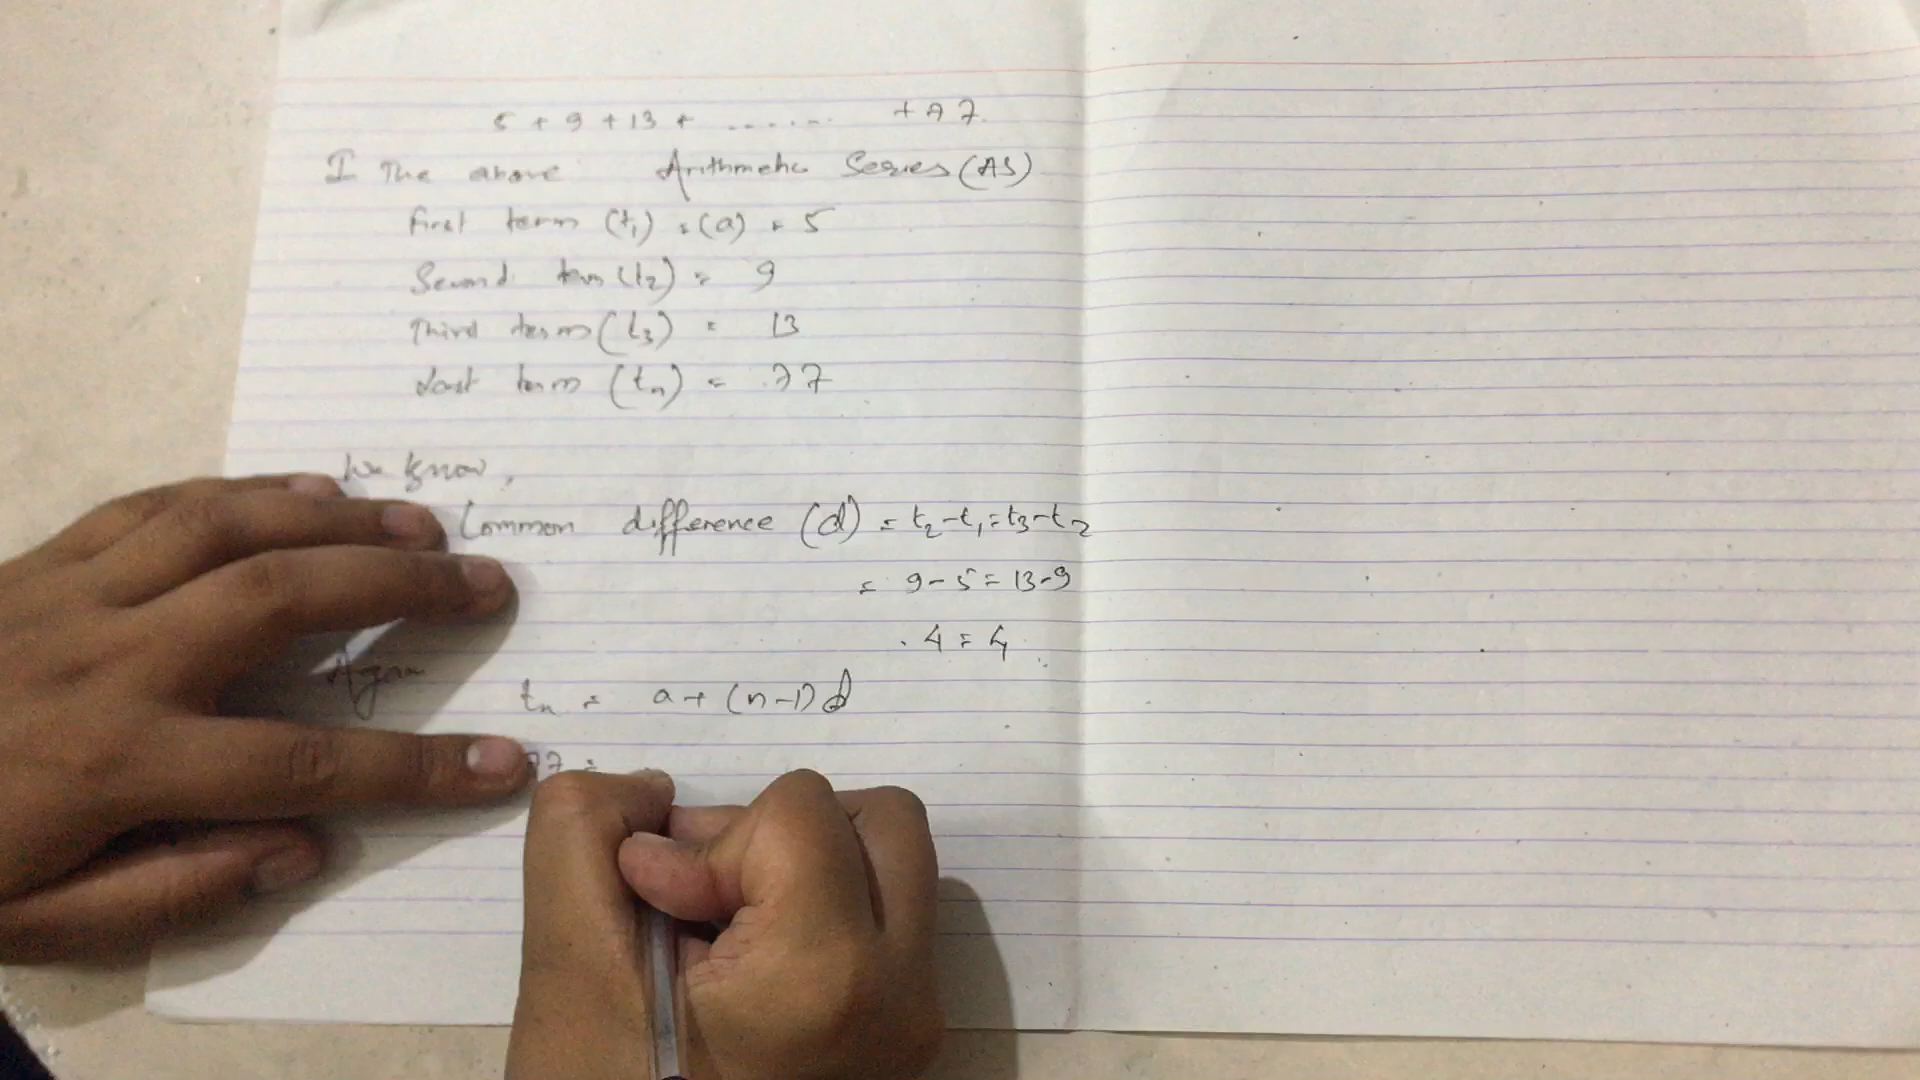 5 + 9 + 13 + ........ + 77.
I The above Arithmetic Series (AS)
First term (t₁) = (a) = 5
Second term (t₂) = 9
Third term (t₃) = 13
Last term (tₙ) = 77
We know,
Common difference (d) = t₂-t₁=t₃-t₂
= 9-5=13-9
. 4 = 4
Again
tₙ = a+(n-1)d
77 =